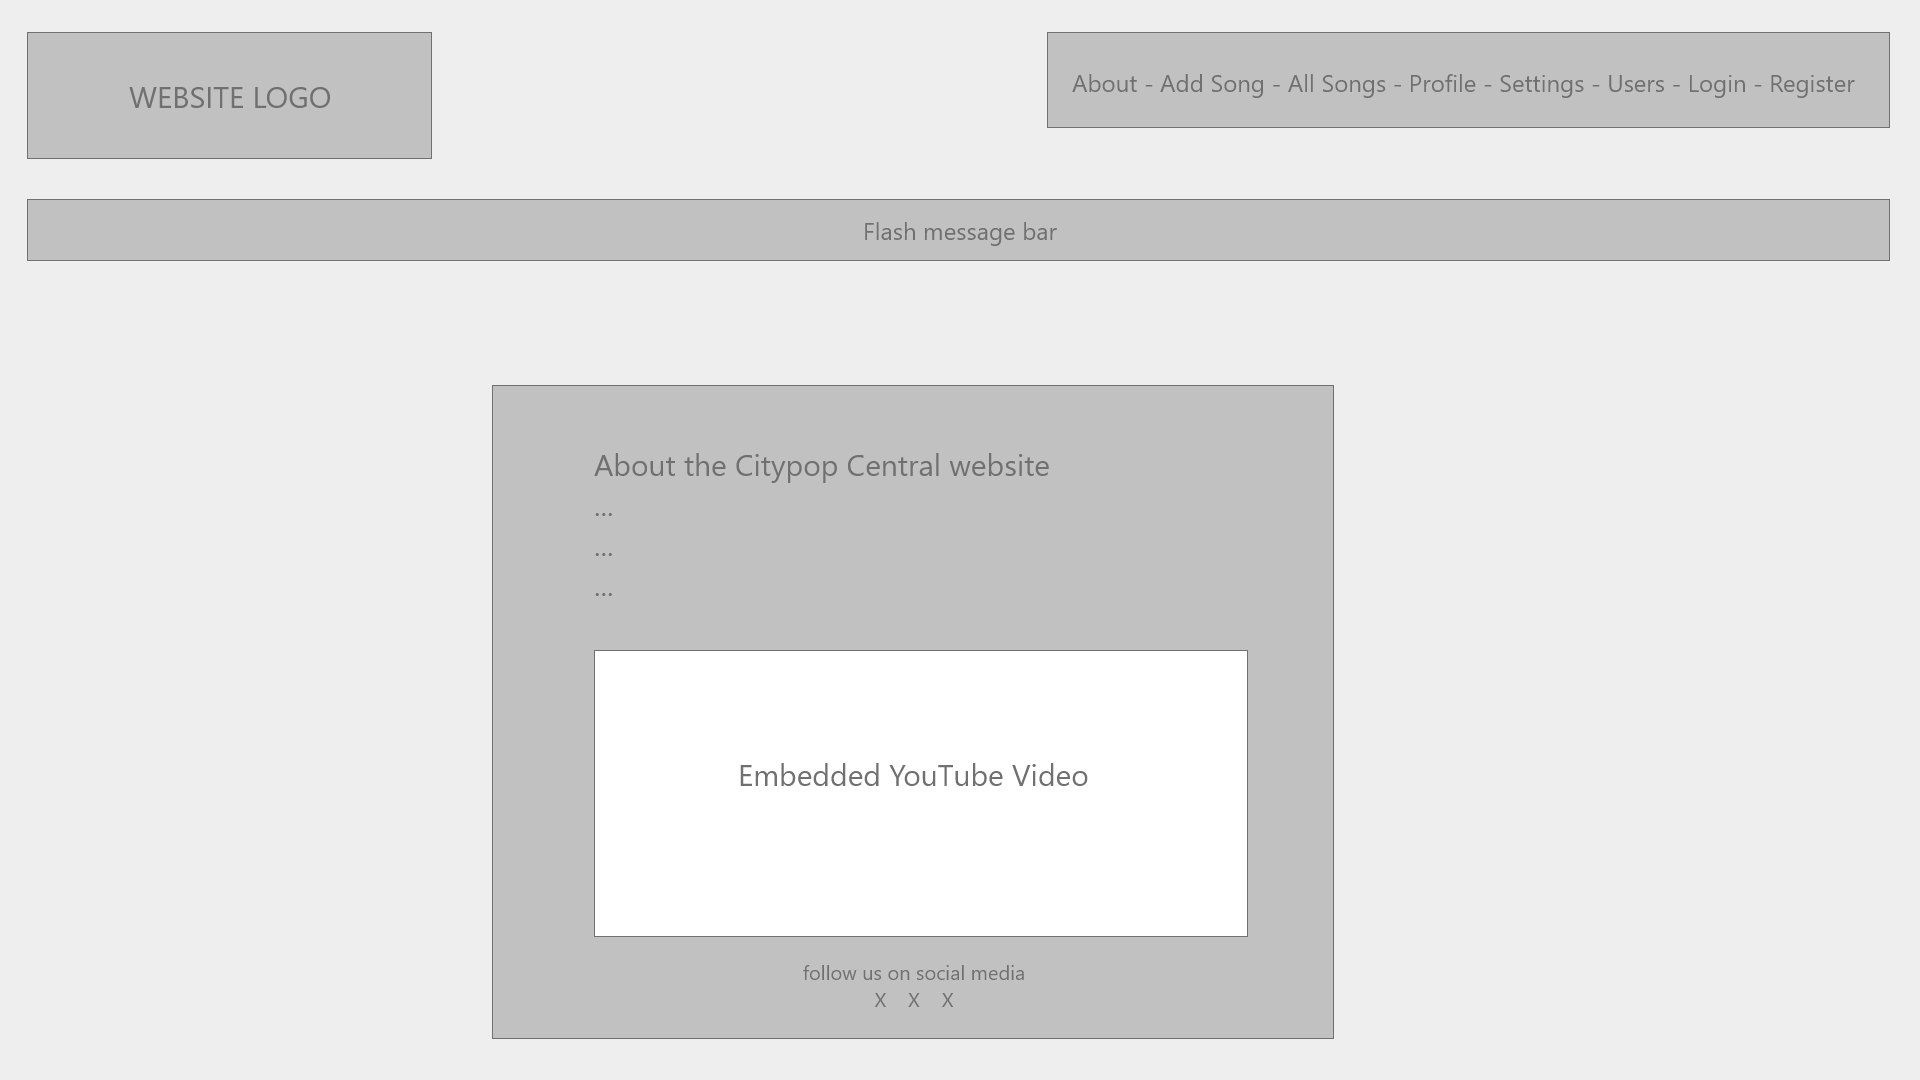 WEBSITE LOGO
About - Add Song - All Songs - Profile - Settings - Users - Login - Register
Flash message bar
About the Citypop Central website
...
...
...
Embedded YouTube Video
follow us on social media
X X X